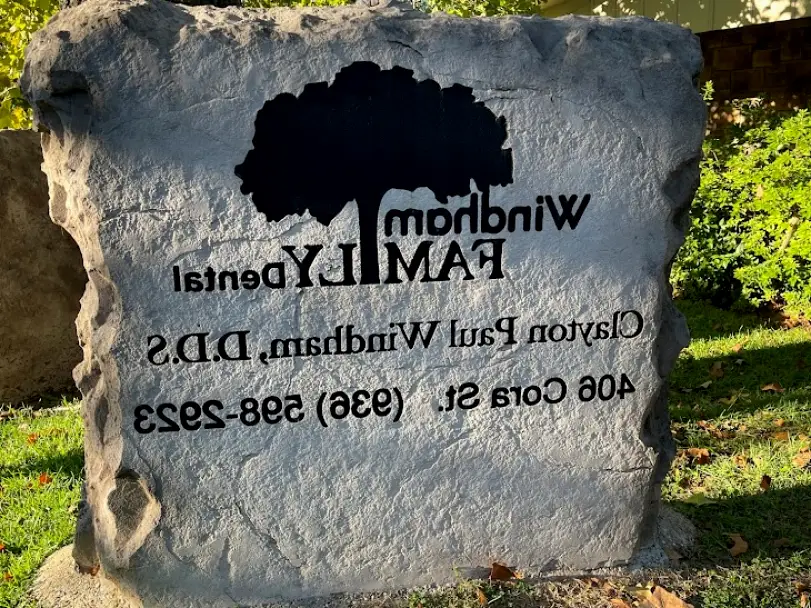 Windham
FAMILY Dental
Clayton Paul Windham, D.D.S
406 Cora St. (936) 598-2923